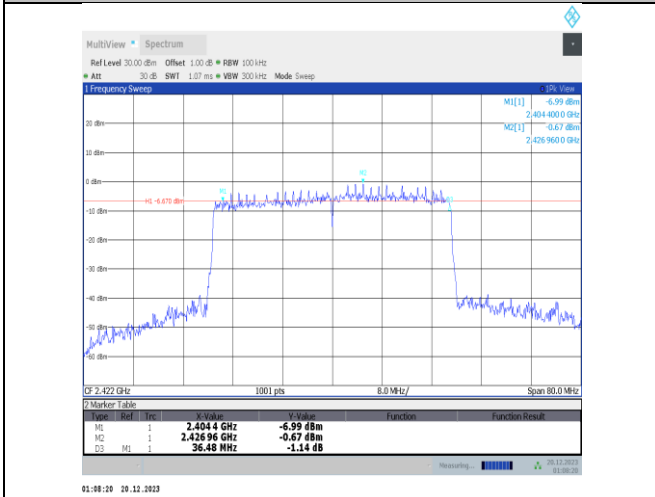 MultiView Spectrum
Ref Level 30.00 dBm Offset 1.00 dB RBW 100 kHz
Att 30 dB SWT 1.07 ms VBW 300 kHz Mode Sweep
1 Frequency Sweep 1Pk View
M1[1] -6.99 dBm
2.404 400 0 GHz
M2[1] -0.67 dBm
2.426 960 0 GHz
20 dBm
10 dBm
M2
0 dBm
M1
H1 -6.670 dBm
-10 dBm
-20 dBm
-30 dBm
-40 dBm
-50 dBm
-60 dBm
CF 2.422 GHz 1001 pts 8.0 MHz/ Span 80.0 MHz
2 Marker Table
Type Ref Trc X-Value Y-Value Function Function Result
M1 1 2.404 4 GHz -6.99 dBm
M2 1 2.426 96 GHz -0.67 dBm
D3 M1 1 36.48 MHz -1.14 dB
Measuring... 20.12.2023
01:08:20
01:08:20 20.12.2023